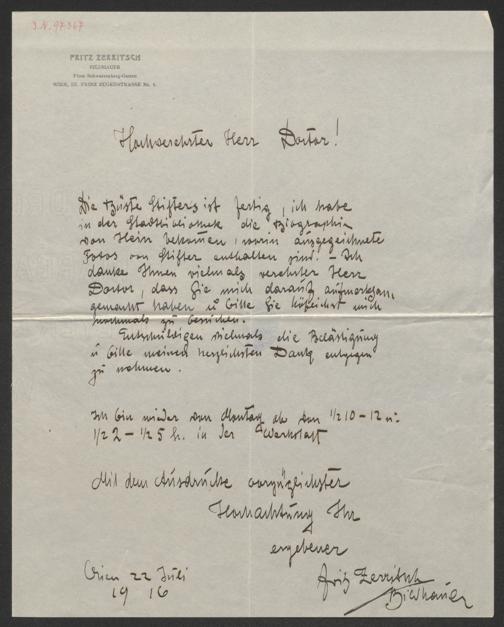 J.N. 97367
FRITZ ZERRITSCH
BILDHAUER
Fürst Schwarzenberg-Garten
WIEN, III. PRINZ EUGENSTRASSE No. 1.
Hochverehrter Herr Doctor!
Die Büste Stifters ist fertig, ich habe
in der Stadtbibliothek die Biographie
von Hein bekommen, worin ausgezeichnete
Fotos von Stifter enthalten sind. – Ich
danke Ihnen vielmals verehrter Herr
Doctor, dass Sie mich darauf aufmerksam
gemacht haben u bitte Sie höflichst mich
nochmals zu besuchen.
Entschuldigen vielmals die Belästigung
u bitte meinen herzlichsten Dank entgegen
zu nehmen.
Ich bin wieder von Montag ab von 1/2 10 – 12 u.
1/2 2 – 1/2 5 h. in der Werkstatt
Mit dem Ausdrucke vorzüglichster
Hochachtung Ihr
ergebener
Wien 22 Juli
1916
Fritz Zerritsch
Bildhauer